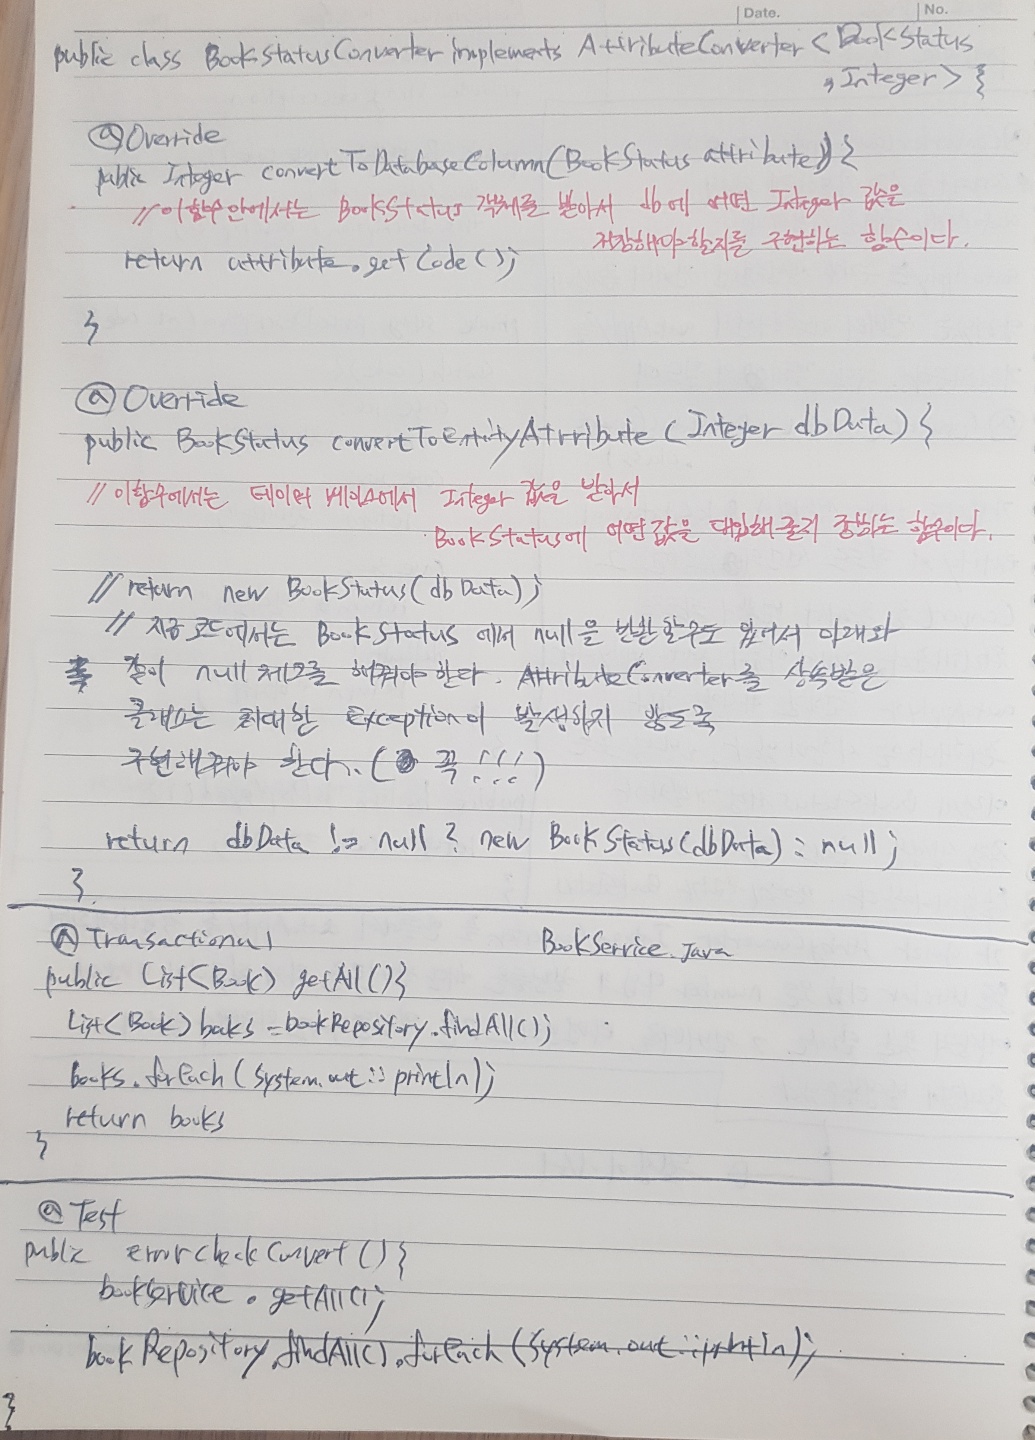 Date.
No.
public class BookStatusConverter implements AttributeConverter<BookStatus
,Integer> {
@Override
public Integer convertToDatabaseColumn(BookStatus attribute){
//이함수안에서는 BookStatus 객체를 받아서 db에 어떤 Integer 값을
저장해야할지를 구현하는 함수이다.
return attribute.getCode();
}
@Override
public BookStatus convertToEntityAttribute(Integer dbData){
//이함수에서는 데이터 베이스에서 Integer 값을 받아서
BookStatus에 어떤값을 대입해줄지 하는 함수이다.
// return new BookStatus(dbData);
// 지금 코드에서는 BookStatus 에서 null을 반환할수도 있어서 아래와
같이 null 체크를 해줘야 한다. AttributeConverter를 상속받은
클래스는 최대한 Exception이 발생하지 않도록
구현해줘야 한다.(꼭!!!)
return dbData != null ? new BookStatus(dbData) : null;
}
@Transactional
BookService.java
public List<Book> getAll(){
List<Book> books = bookRepository.findAll();
books.forEach(System.out::println);
return books
}
@Test
public errorcheckConvert(){
bookService.getAll();
bookRepository.findAll().forEach(System.out::println);
}